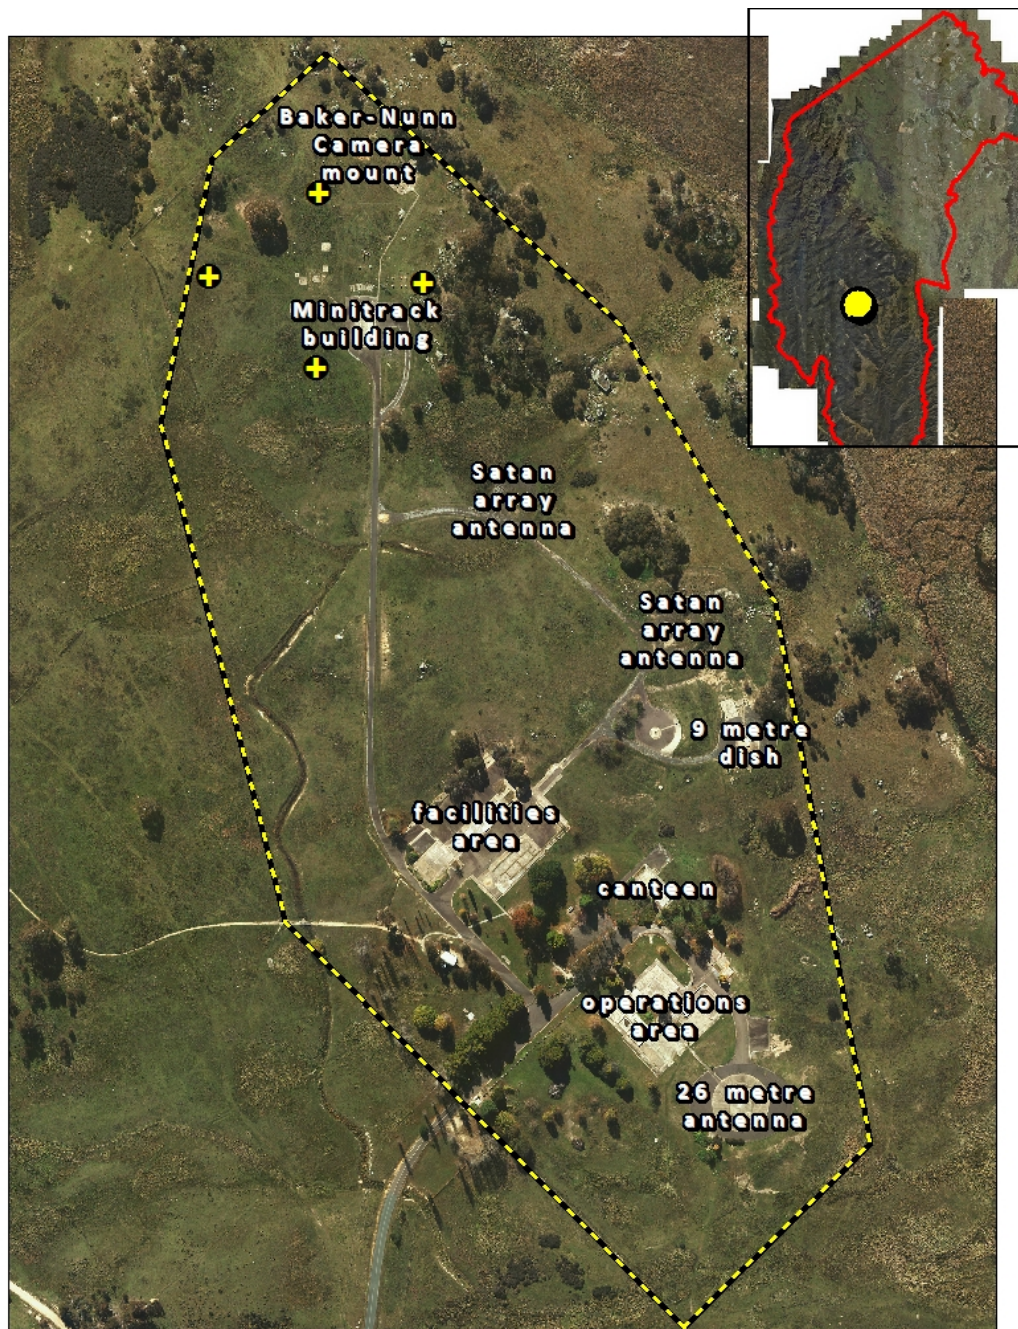 Baker-Nunn
Camera
mount
Minitrack
building
Satan
array
antenna
Satan
array
antenna
9 metre
dish
facilities
area
canteen
operations
area
26 metre
antenna